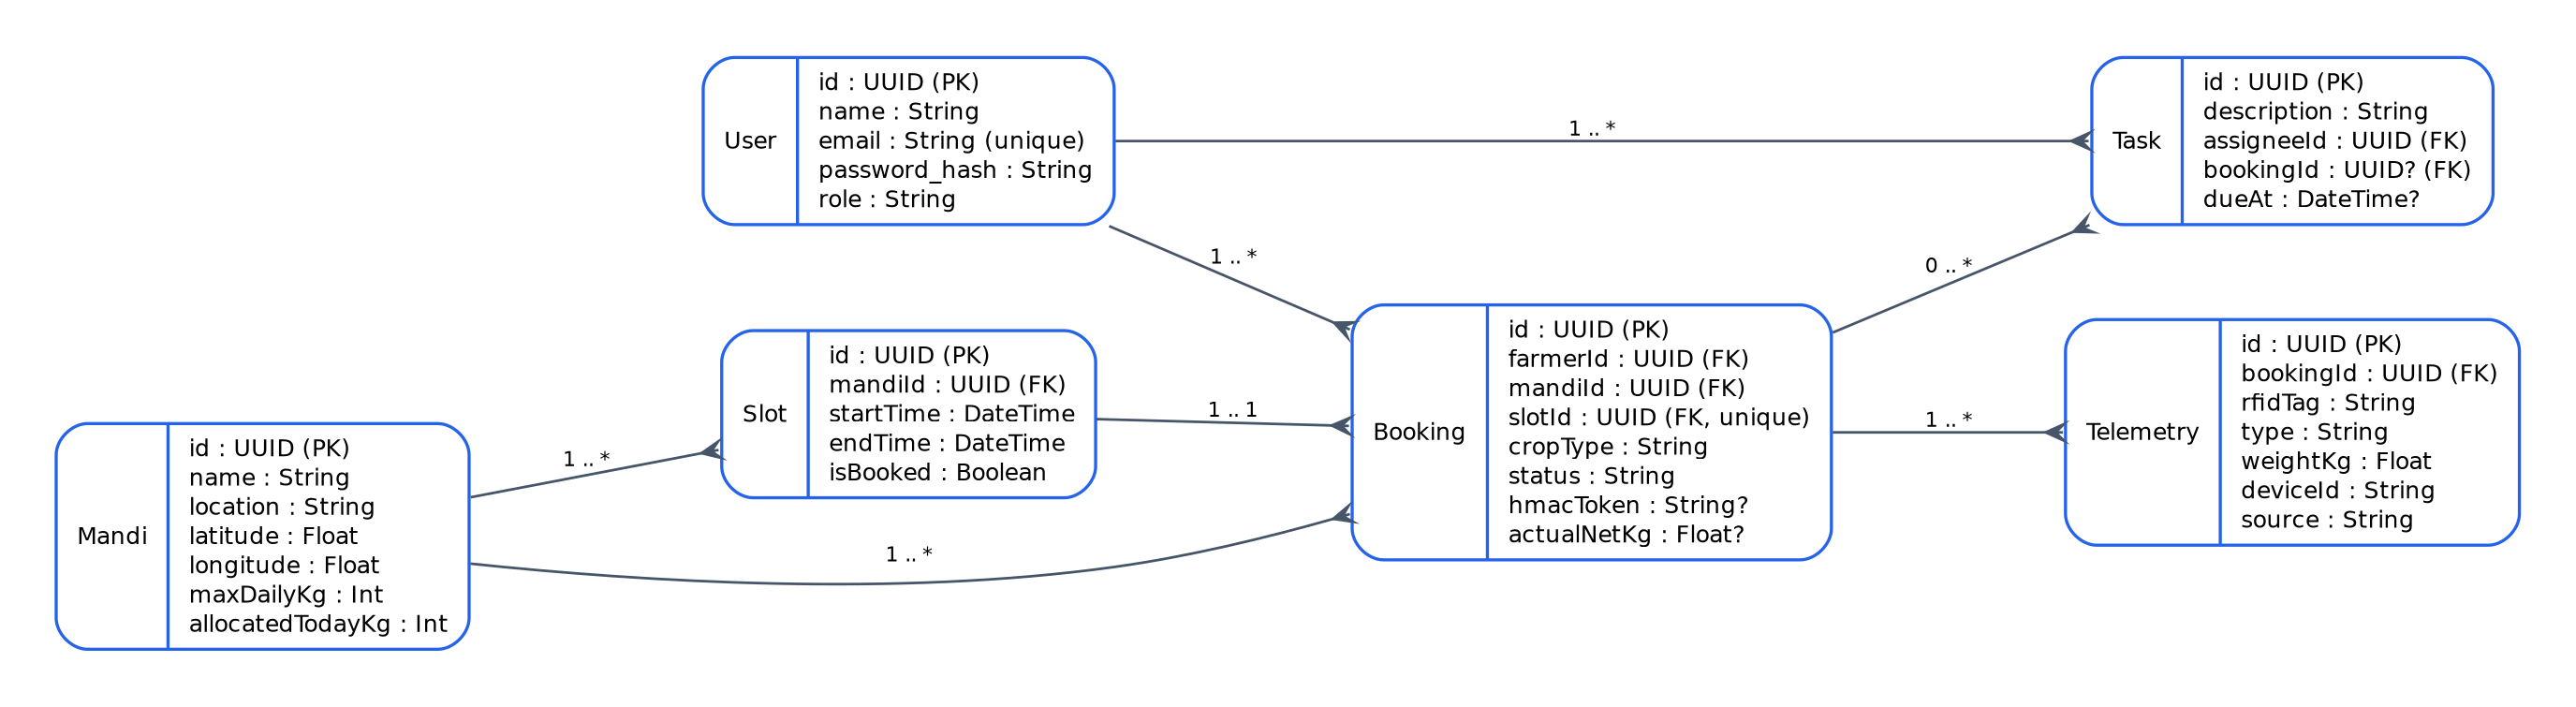 User
id : UUID (PK)
name : String
email : String (unique)
password_hash : String
role : String
1 .. *
Task
id : UUID (PK)
description : String
assigneeId : UUID (FK)
bookingId : UUID? (FK)
dueAt : DateTime?
1 .. *
0 .. *
Slot
id : UUID (PK)
mandiId : UUID (FK)
startTime : DateTime
endTime : DateTime
isBooked : Boolean
1 .. 1
Booking
id : UUID (PK)
farmerId : UUID (FK)
mandiId : UUID (FK)
slotId : UUID (FK, unique)
cropType : String
status : String
hmacToken : String?
actualNetKg : Float?
1 .. *
Telemetry
id : UUID (PK)
bookingId : UUID (FK)
rfidTag : String
type : String
weightKg : Float
deviceId : String
source : String
Mandi
id : UUID (PK)
name : String
location : String
latitude : Float
longitude : Float
maxDailyKg : Int
allocatedTodayKg : Int
1 .. *
1 .. *